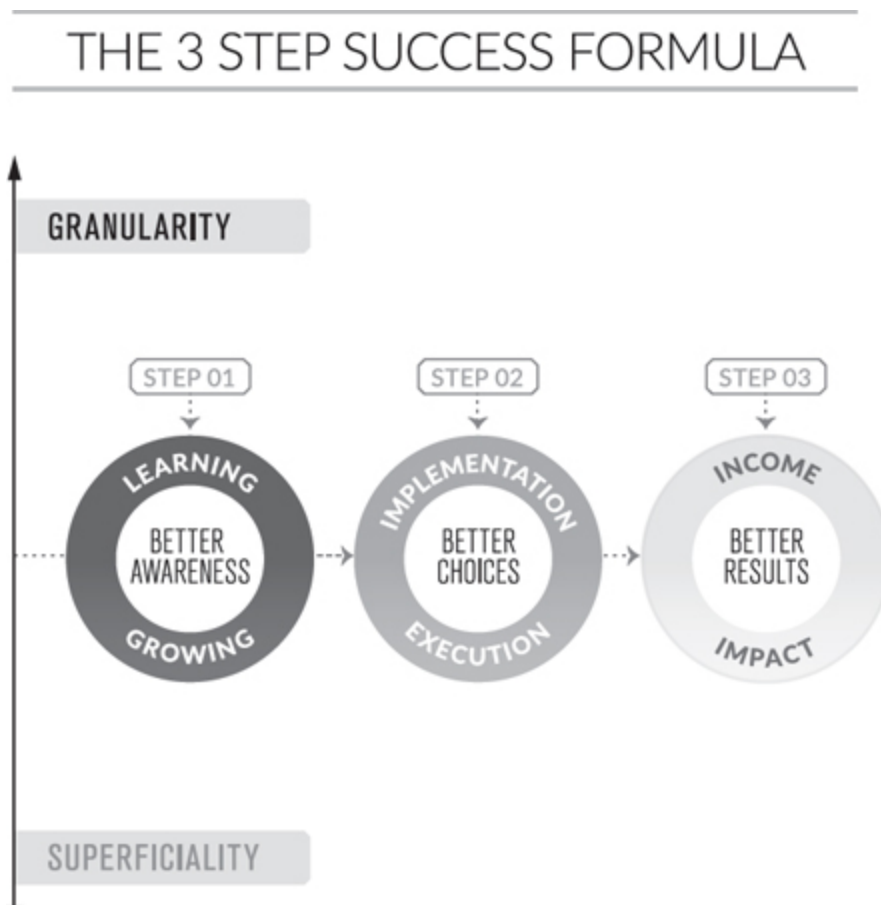 THE 3 STEP SUCCESS FORMULA
GRANULARITY
STEP 01
LEARNING
BETTER
AWARENESS
GROWING
STEP 02
IMPLEMENTATION
BETTER
CHOICES
EXECUTION
STEP 03
INCOME
BETTER
RESULTS
IMPACT
SUPERFICIALITY